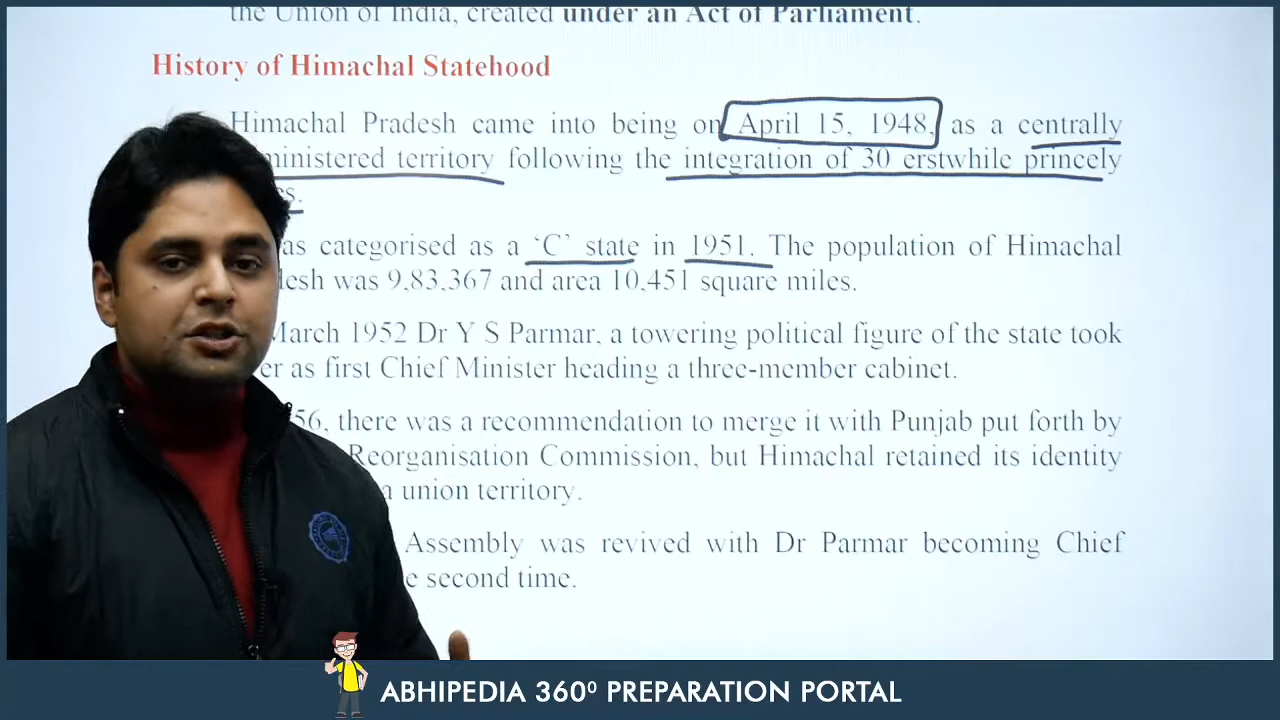 the Union of India, created under an Act of Parliament.
History of Himachal Statehood
Himachal Pradesh came into being on April 15, 1948, as a centrally
ministered territory following the integration of 30 erstwhile princely
es.
as categorised as a ‘C’ state in 1951. The population of Himachal
desh was 9,83,367 and area 10,451 square miles.
March 1952 Dr Y S Parmar, a towering political figure of the state took
er as first Chief Minister heading a three-member cabinet.
56, there was a recommendation to merge it with Punjab put forth by
Reorganisation Commission, but Himachal retained its identity
a union territory.
Assembly was revived with Dr Parmar becoming Chief
e second time.
ABHIPEDIA 360⁰ PREPARATION PORTAL